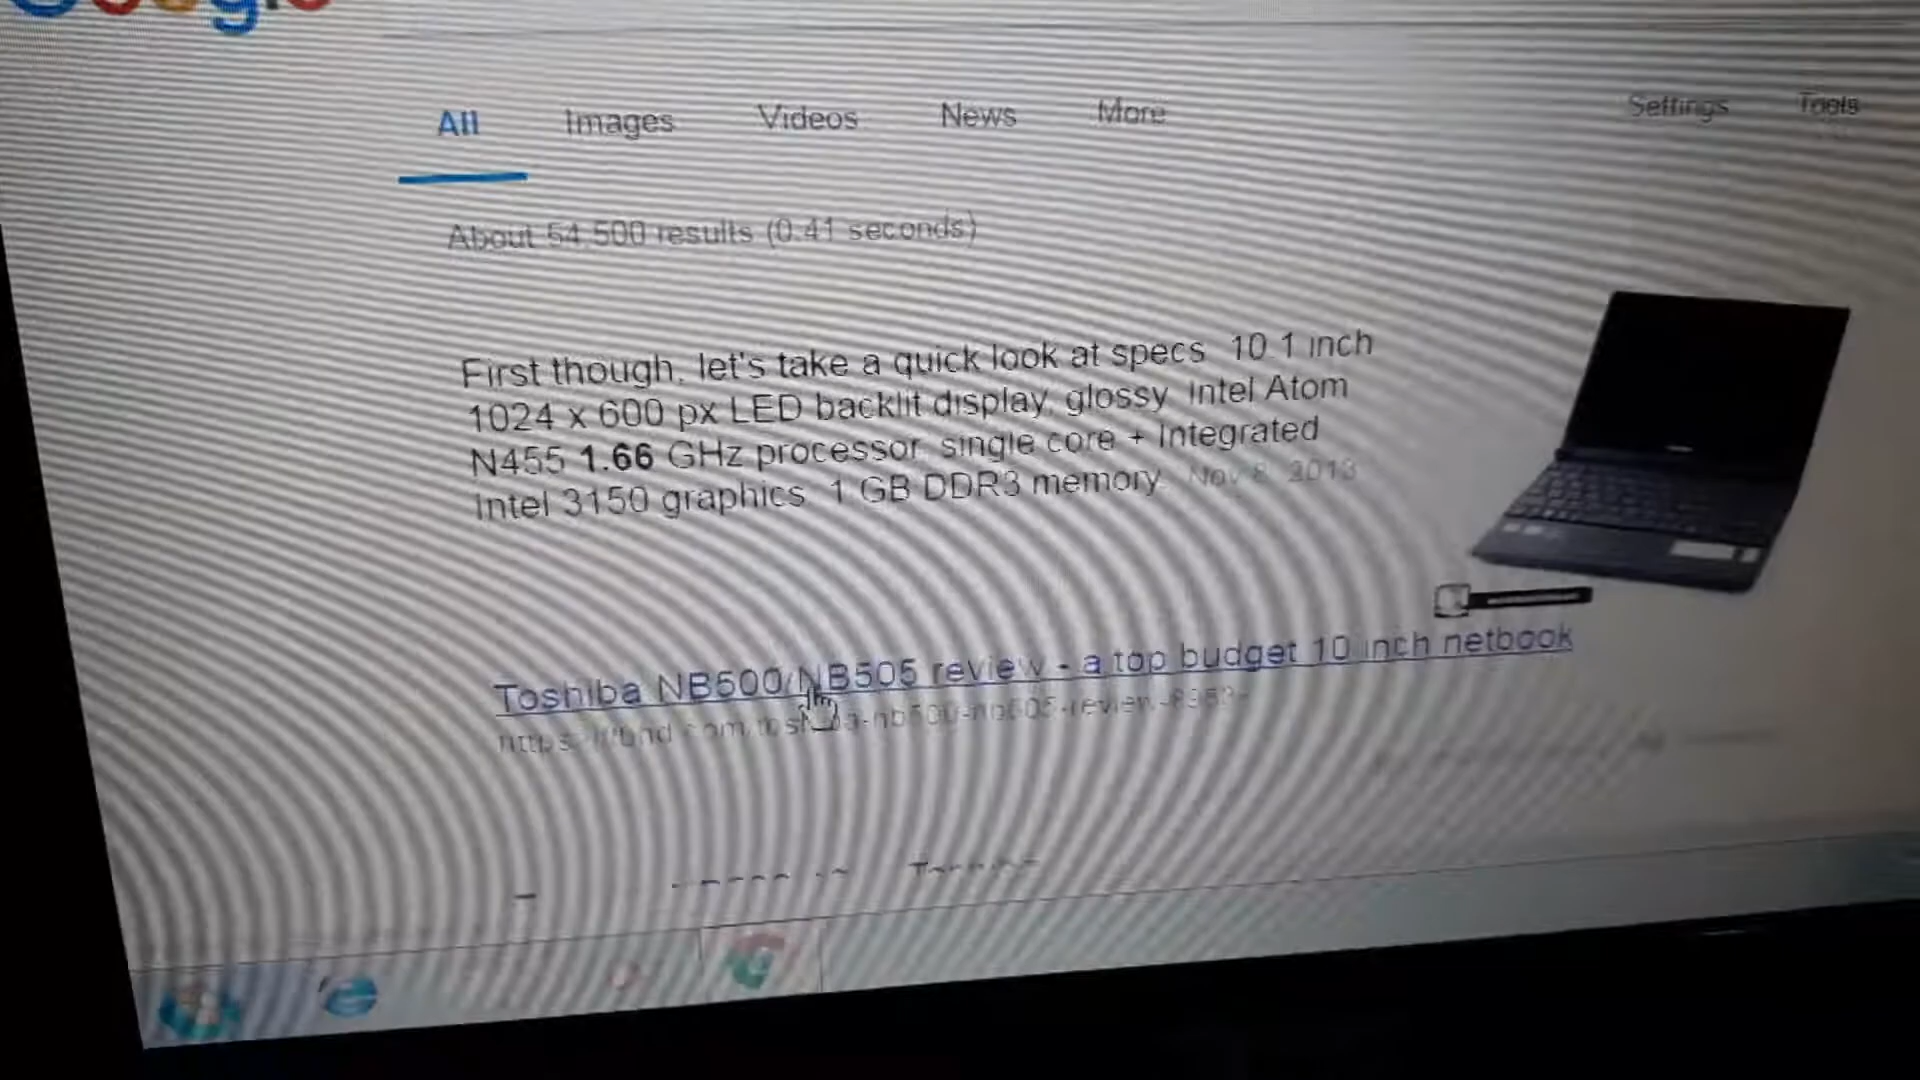 All Images Videos News More Settings Tools
About 54,500 results (0.41 seconds)
First though, let's take a quick look at specs 10.1 inch
1024 x 600 px LED backlit display, glossy Intel Atom
N455 1.66 GHz processor, single core + Integrated
Intel 3150 graphics 1 GB DDR3 memory Nov 8, 2013
Toshiba NB500/NB505 review - a top budget 10 inch netbook